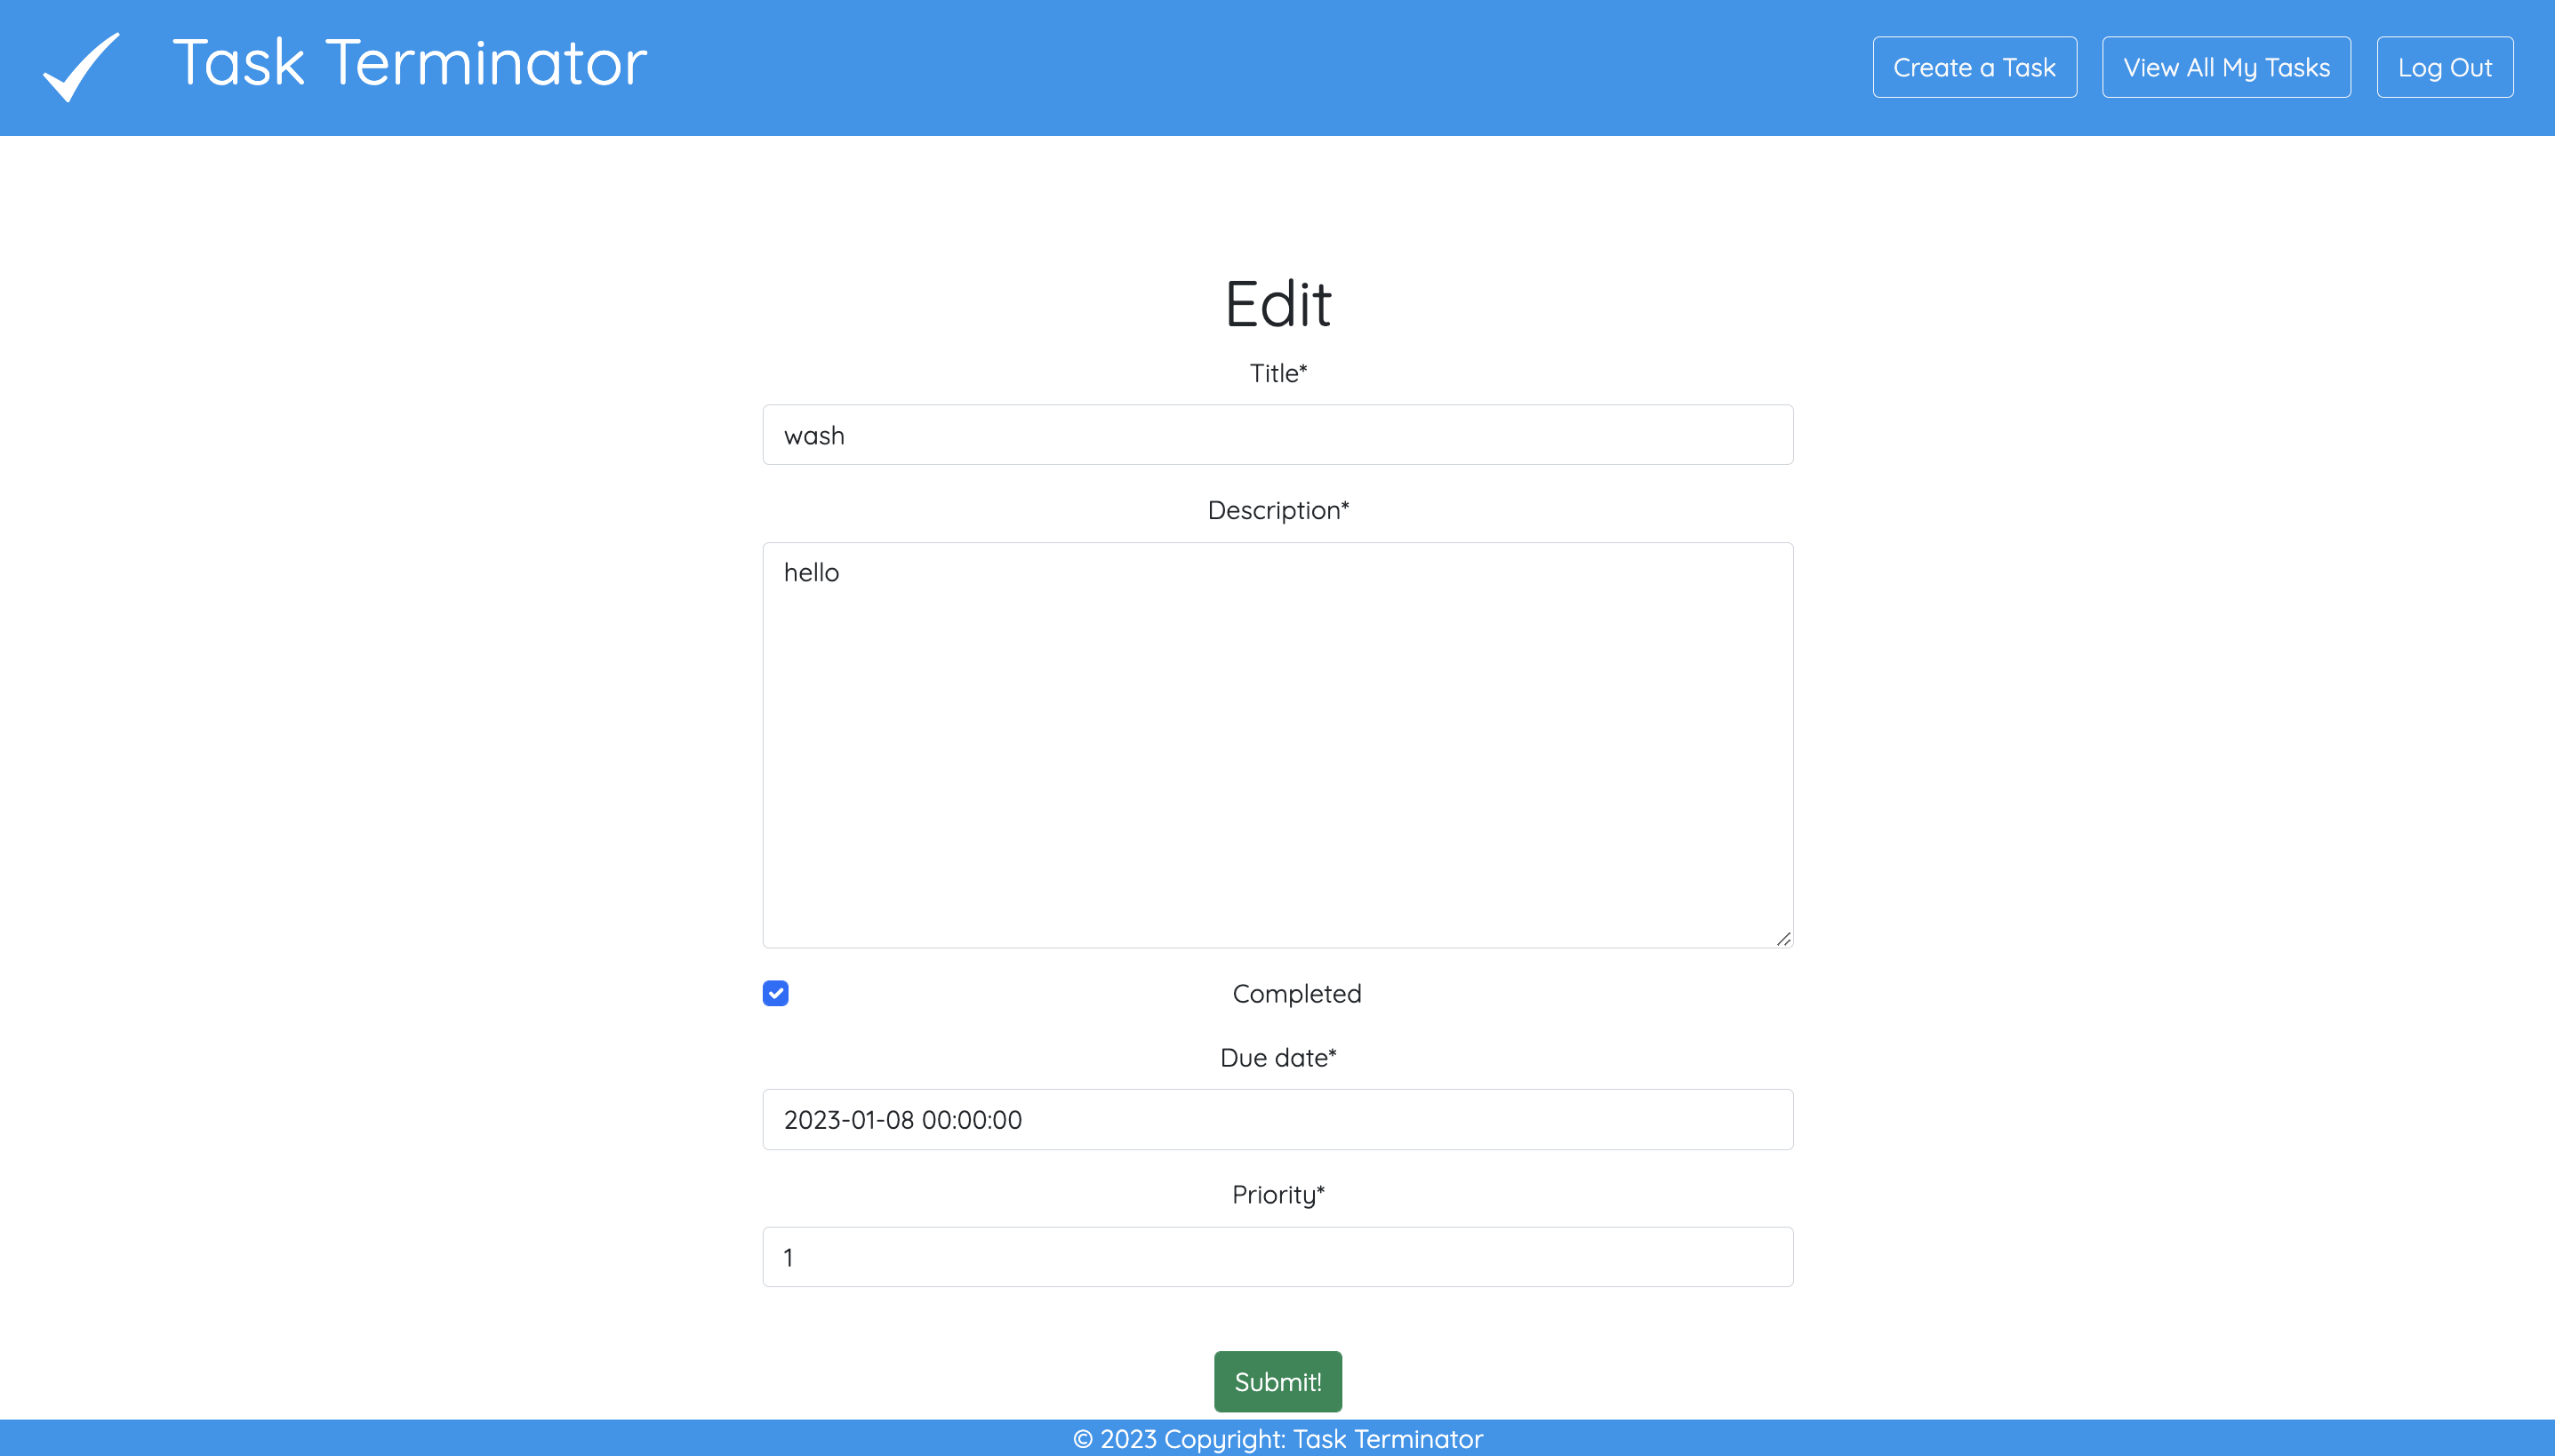 Task Terminator
Create a Task
View All My Tasks
Log Out
Edit
Title*
wash
Description*
hello
Completed
Due date*
2023-01-08 00:00:00
Priority*
1
Submit!
© 2023 Copyright: Task Terminator